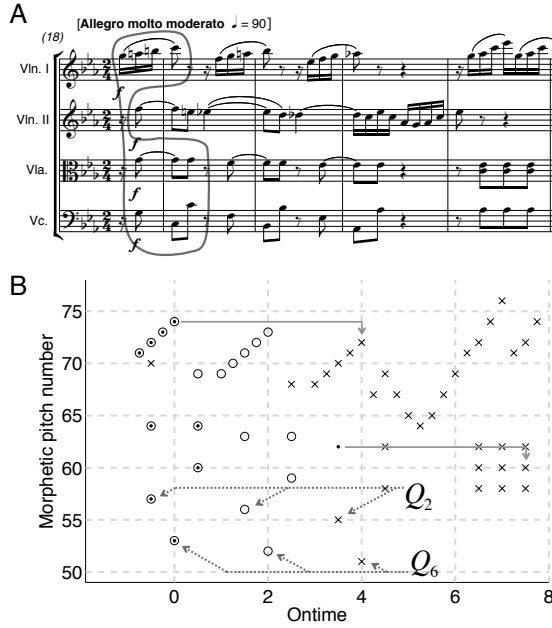 A
[Allegro molto moderato ♩ = 90]
(18)
Vln. I
f
Vln. II
f
Vla.
f
Vc.
f
B
75
70
65
60
55
50
Morphetic pitch number
Q2
Q6
0 2 4 6 8
Ontime